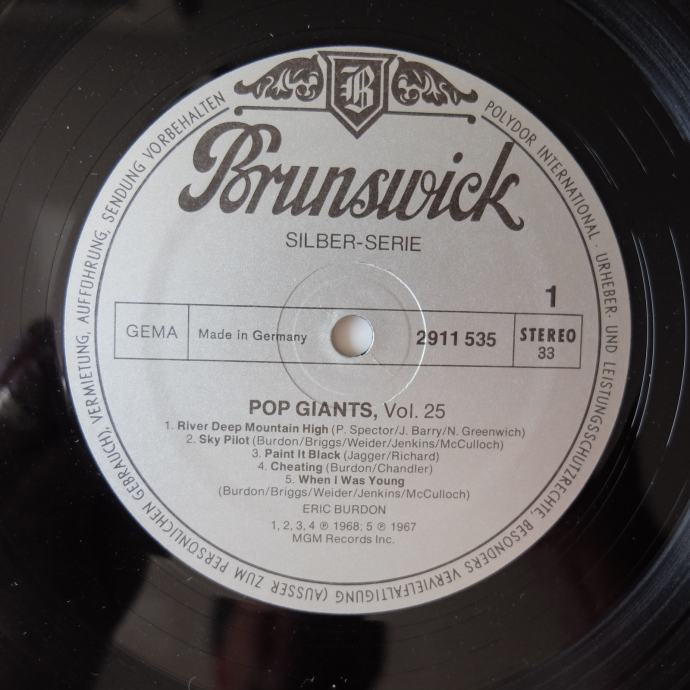 B
Brunswick
SILBER-SERIE
1
GEMA
Made in Germany
2911 535
STEREO
33
POP GIANTS, Vol. 25
1. River Deep Mountain High (P. Spector/J. Barry/N. Greenwich)
2. Sky Pilot (Burdon/Briggs/Weider/Jenkins/McCulloch)
3. Paint It Black (Jagger/Richard)
4. Cheating (Burdon/Chandler)
5. When I Was Young
(Burdon/Briggs/Weider/Jenkins/McCulloch)
ERIC BURDON
1, 2, 3, 4 ℗ 1968; 5 ℗ 1967
MGM Records Inc.
POLYDOR INTERNATIONAL · URHEBER- UND LEISTUNGSSCHUTZRECHTE, BESONDERS VERVIELFÄLTIGUNG (AUSSER ZUM PERSÖNLICHEN GEBRAUCH), VERMIETUNG, AUFFÜHRUNG, SENDUNG VORBEHALTEN